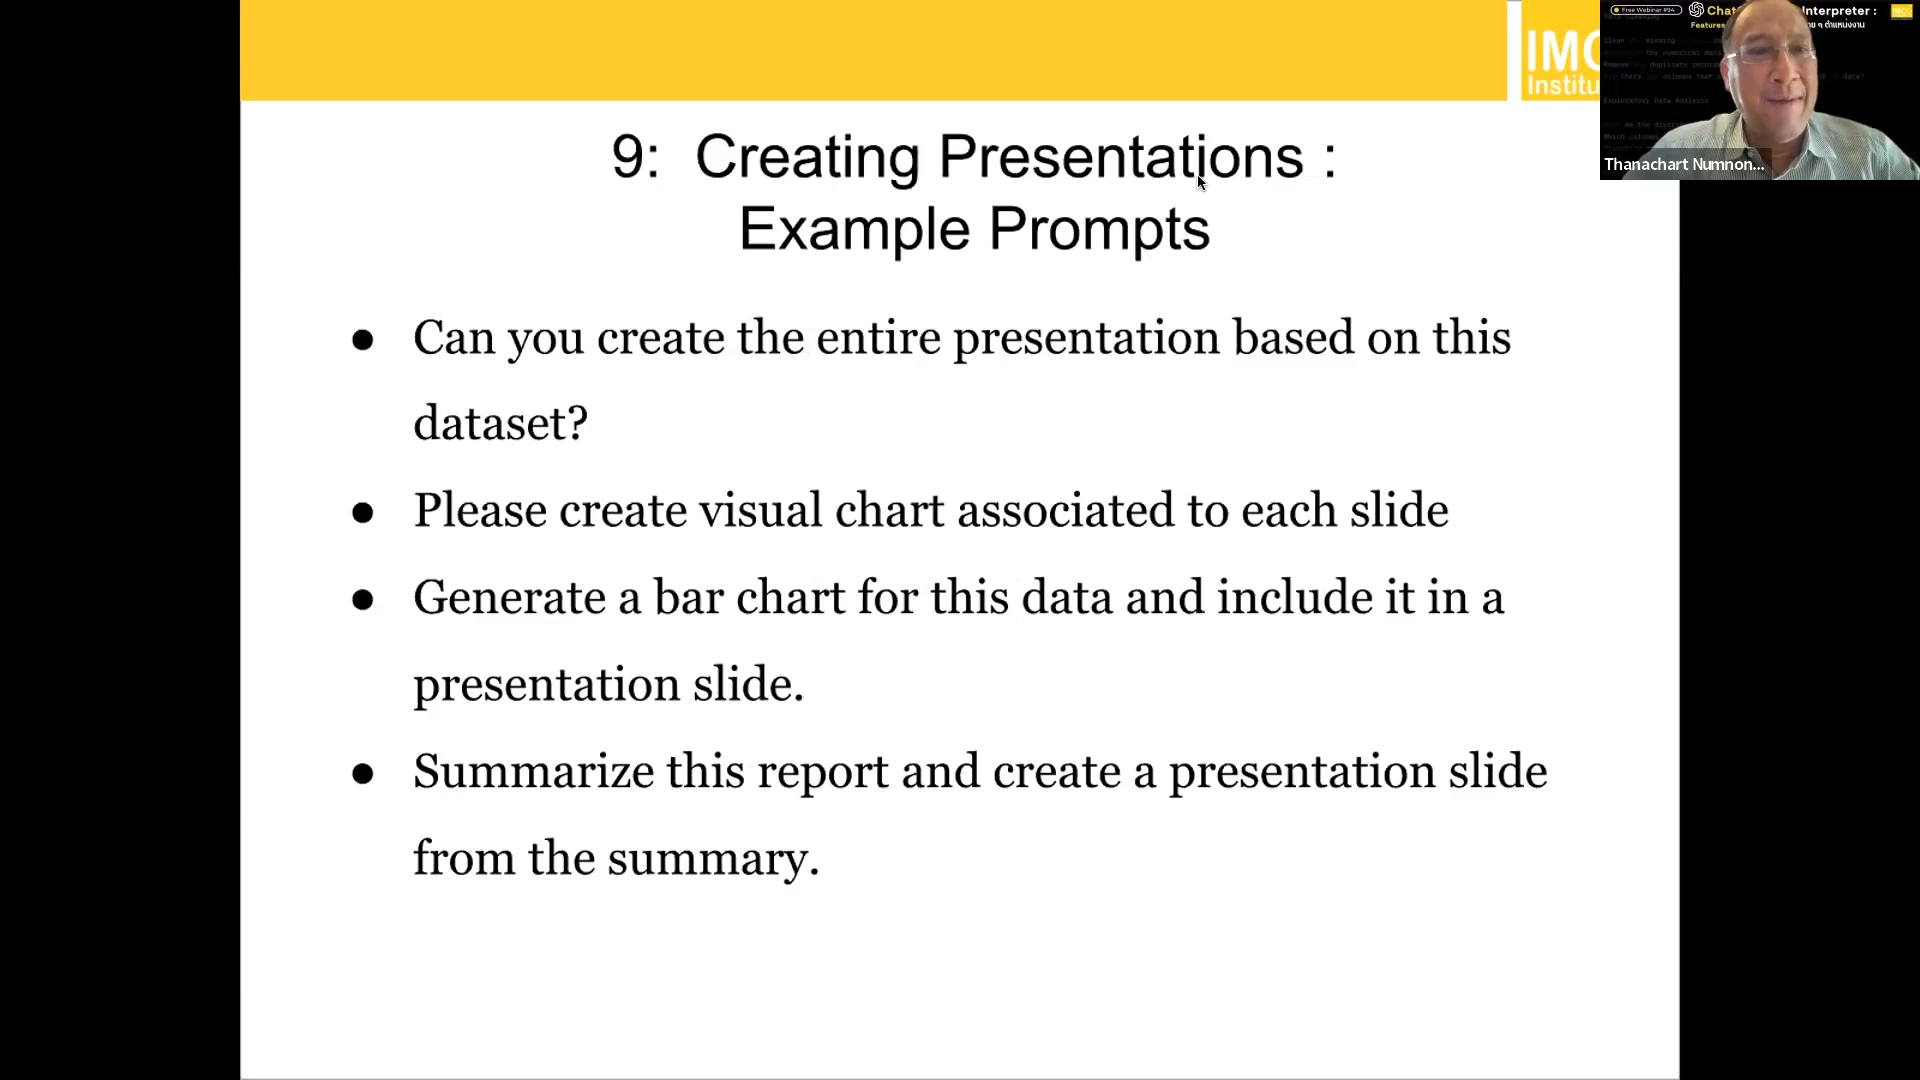 IMC
Institu
Free Webinar #94
Chat
Interpreter :
Features
IMC
9: Creating Presentations :
Example Prompts
Thanachart Numnon...
● Can you create the entire presentation based on this
dataset?
● Please create visual chart associated to each slide
● Generate a bar chart for this data and include it in a
presentation slide.
● Summarize this report and create a presentation slide
from the summary.